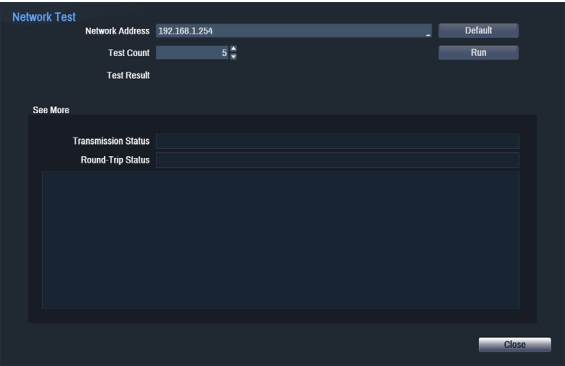 Network Test
Network Address 192.168.1.254 Default
Test Count 5 Run
Test Result
See More
Transmission Status
Round-Trip Status
Close